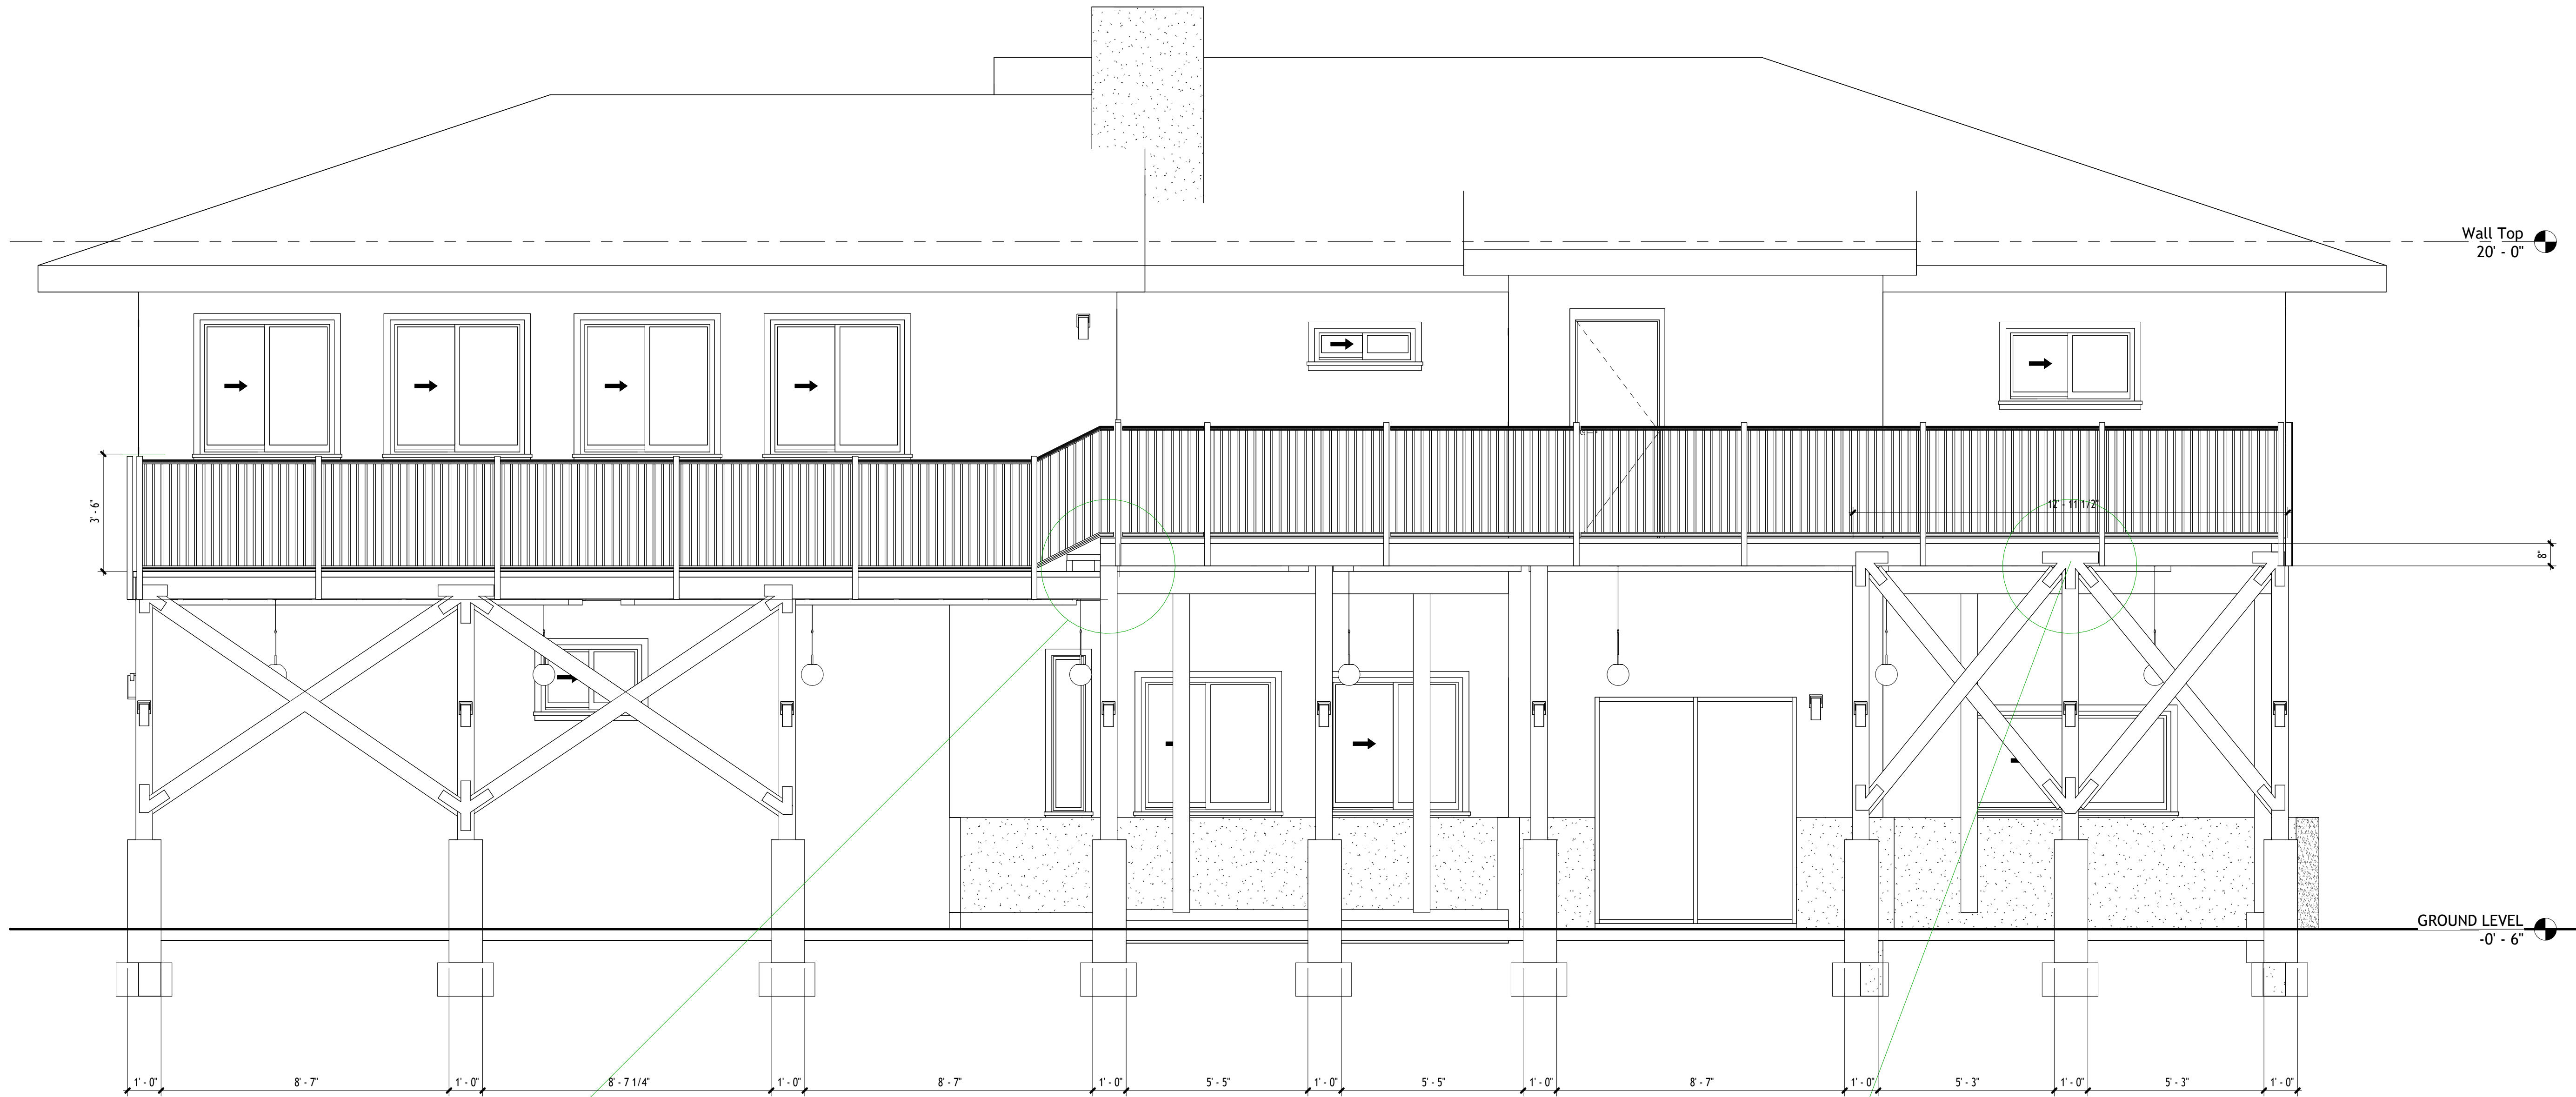 Wall Top
20' - 0"
3' - 6"
12' - 11 1/2"
8"
GROUND LEVEL
-0' - 6"
1' - 0" 8' - 7" 1' - 0" 8' - 7 1/4" 1' - 0" 8' - 7" 1' - 0" 5' - 5" 1' - 0" 5' - 5" 1' - 0" 8' - 7" 1' - 0" 5' - 3" 1' - 0" 5' - 3" 1' - 0"